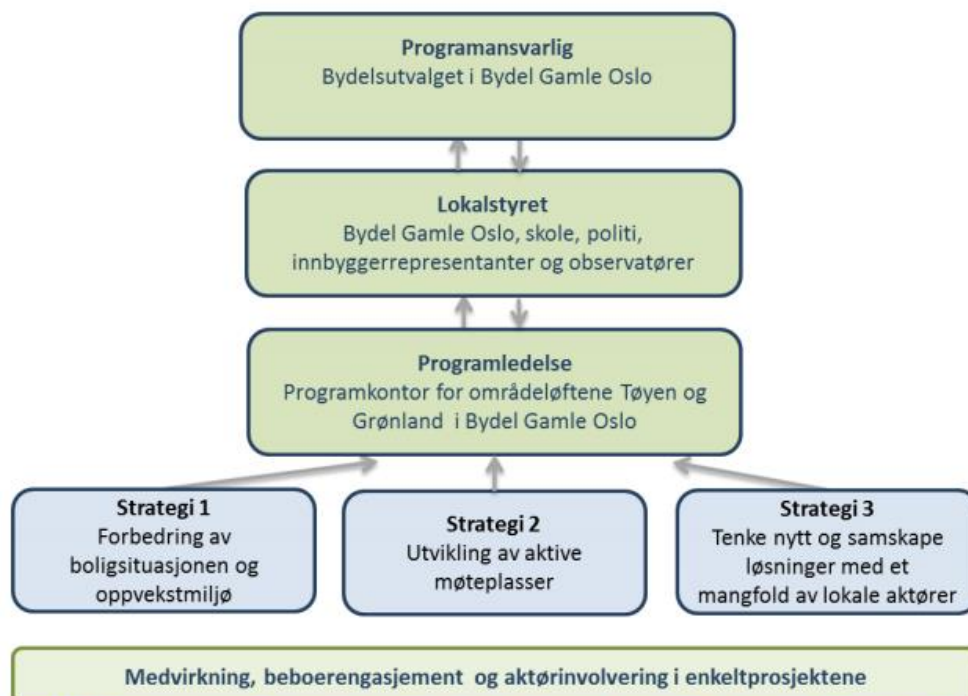 Programansvarlig
Bydelsutvalget i Bydel Gamle Oslo
Lokalstyret
Bydel Gamle Oslo, skole, politi,
innbyggerrepresentanter og observatører
Programledelse
Programkontor for områdeløftene Tøyen og
Grønland i Bydel Gamle Oslo
Strategi 1
Forbedring av
boligsituasjonen og
oppvekstmiljø
Strategi 2
Utvikling av aktive
møteplasser
Strategi 3
Tenke nytt og samskape
løsninger med et
mangfold av lokale aktører
Medvirkning, beboerengasjement og aktørinvolvering i enkeltprosjektene